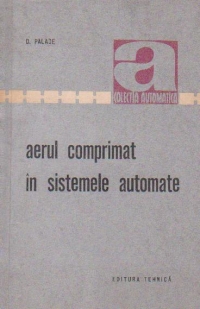 D. PALADE
a
COLECȚIA AUTOMATICA
aerul comprimat
în sistemele automate
EDITURA TEHNICĂ